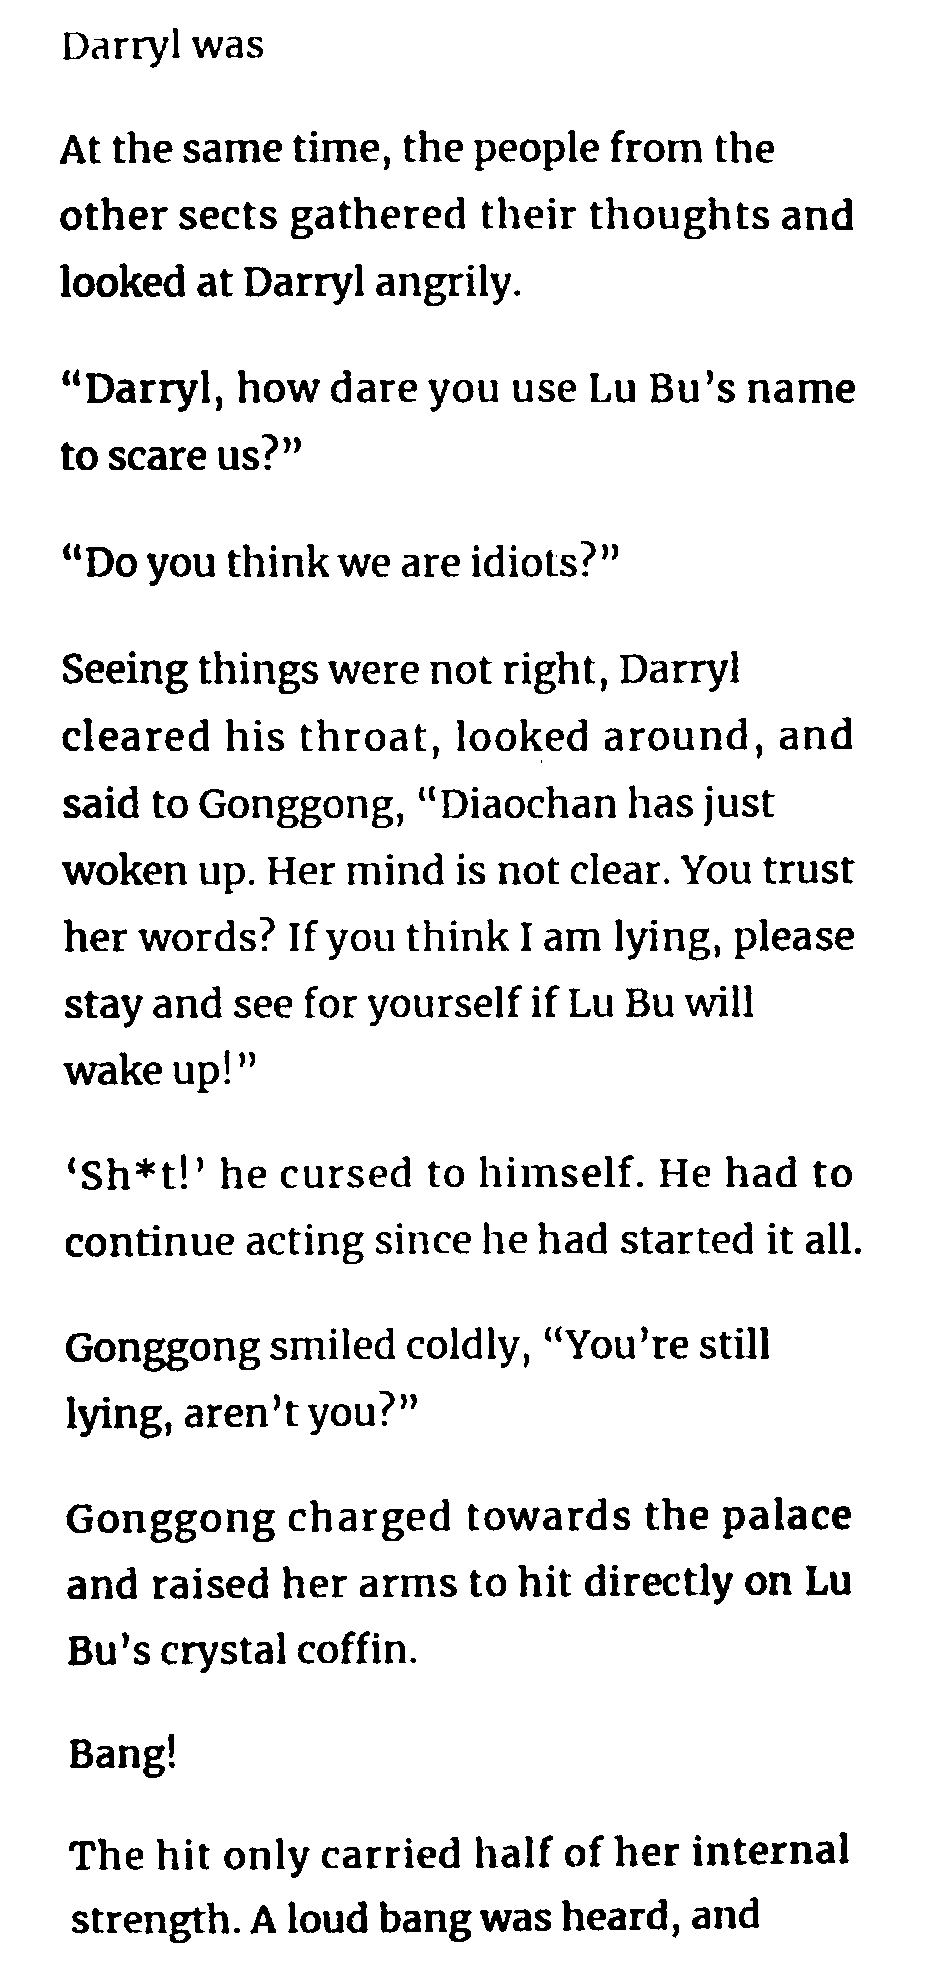 Darryl was
At the same time, the people from the
other sects gathered their thoughts and
looked at Darryl angrily.
“Darryl, how dare you use Lu Bu’s name
to scare us?”
“Do you think we are idiots?”
Seeing things were not right, Darryl
cleared his throat, looked around, and
said to Gonggong, “Diaochan has just
woken up. Her mind is not clear. You trust
her words? If you think I am lying, please
stay and see for yourself if Lu Bu will
wake up!”
‘Sh*t!’ he cursed to himself. He had to
continue acting since he had started it all.
Gonggong smiled coldly, “You’re still
lying, aren’t you?”
Gonggong charged towards the palace
and raised her arms to hit directly on Lu
Bu’s crystal coffin.
Bang!
The hit only carried half of her internal
strength. A loud bang was heard, and